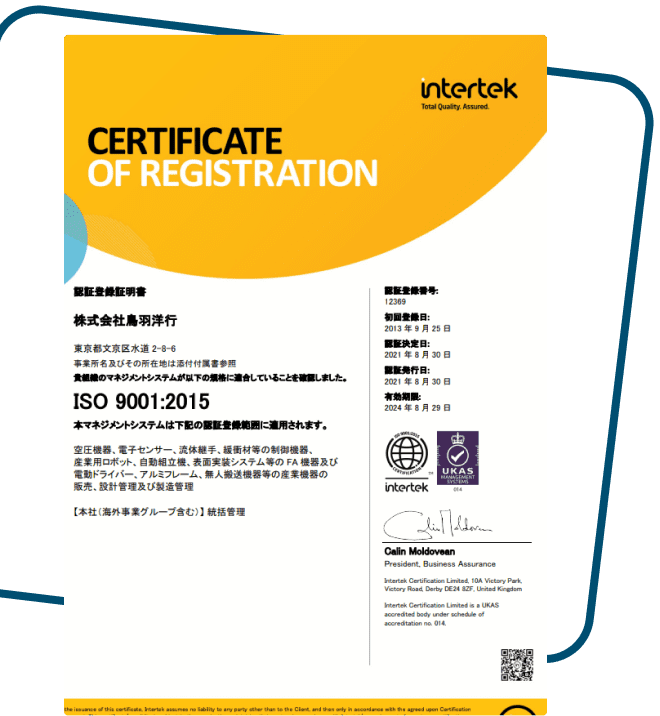 intertek
Total Quality. Assured.
CERTIFICATE
OF REGISTRATION
認証登録証明書
株式会社鳥羽洋行
東京都文京区水道 2-8-6
事業所名及びその所在地は添付付属書参照
貴組織のマネジメントシステムが以下の規格に適合していることを確認しました。
ISO 9001:2015
本マネジメントシステムは下記の認証登録範囲に適用されます。
空圧機器、電子センサー、流体継手、緩衝材等の制御機器、
産業用ロボット、自動組立機、表面実装システム等の FA 機器及び
電動ドライバー、アルミフレーム、無人搬送機器等の産業機器の
販売、設計管理及び製造管理
【本社（海外事業グループ含む）】 統括管理
認証登録番号:
12369
初回登録日:
2013 年 9 月 25 日
認証決定日:
2021 年 8 月 30 日
認証発行日:
2021 年 8 月 30 日
有効期限:
2024 年 8 月 29 日
intertek
UKAS
MANAGEMENT
SYSTEMS
014
Calin Moldovean
President, Business Assurance
Intertek Certification Limited, 10A Victory Park,
Victory Road, Derby DE24 8ZF, United Kingdom
Intertek Certification Limited is a UKAS
accredited body under schedule of
accreditation no. 014.
the issuance of this certificate, Intertek assumes no liability to any party other than to the Client, and then only in accordance with the agreed upon Certification